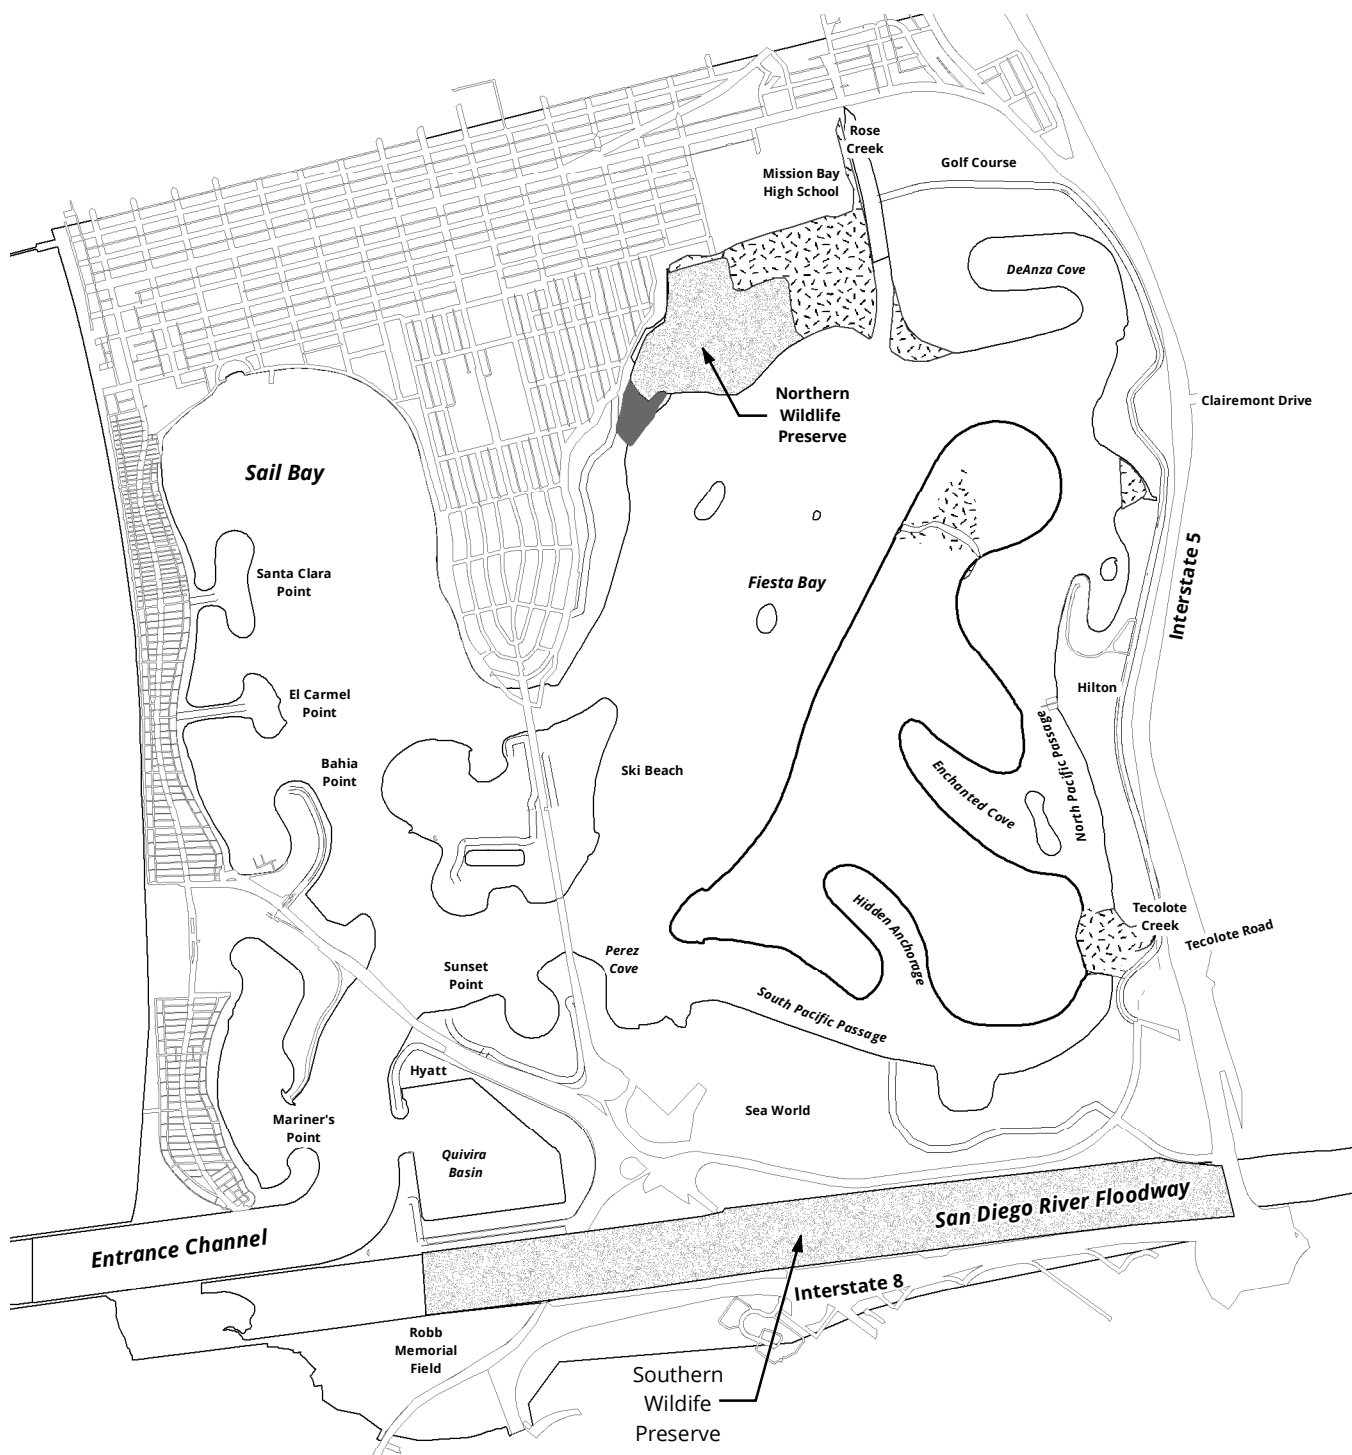 Rose
Creek
Golf Course
Mission Bay
High School
DeAnza Cove
Northern
Wildlife
Preserve
Clairemont Drive
Sail Bay
Santa Clara
Point
Fiesta Bay
Interstate 5
El Carmel
Point
Hilton
North Pacific Passage
Bahia
Point
Ski Beach
Enchanted Cove
Hidden Anchorage
Tecolote
Creek
Tecolote Road
Perez
Cove
Sunset
Point
South Pacific Passage
Hyatt
Sea World
Mariner's
Point
Quivira
Basin
San Diego River Floodway
Entrance Channel
Interstate 8
Robb
Memorial
Field
Southern
Wildlife
Preserve